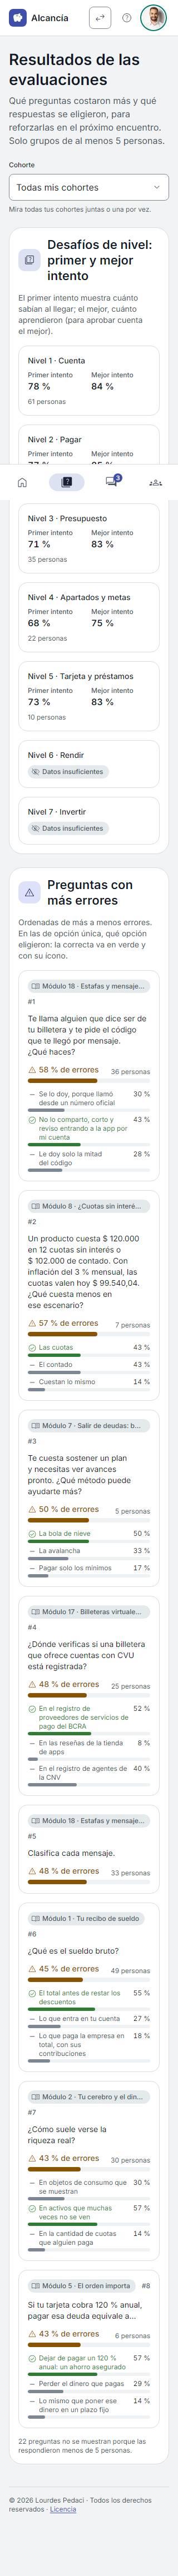 Alcancía
Resultados de las
evaluaciones
Qué preguntas costaron más y qué
respuestas se eligieron, para
reforzarlas en el próximo encuentro.
Solo grupos de al menos 5 personas.
Cohorte
Todas mis cohortes
Mira todas tus cohortes juntas o una por vez.
Desafíos de nivel:
primer y mejor
intento
El primer intento muestra cuánto
sabían al llegar; el mejor, cuánto
aprendieron (para aprobar cuenta
el mejor).
Nivel 1 · Cuenta
Primer intento Mejor intento
78 % 84 %
61 personas
Nivel 2 · Pagar
Primer intento Mejor intento
3
Nivel 3 · Presupuesto
Primer intento Mejor intento
71 % 83 %
35 personas
Nivel 4 · Apartados y metas
Primer intento Mejor intento
68 % 75 %
22 personas
Nivel 5 · Tarjeta y préstamos
Primer intento Mejor intento
73 % 83 %
10 personas
Nivel 6 · Rendir
Datos insuficientes
Nivel 7 · Invertir
Datos insuficientes
Preguntas con
más errores
Ordenadas de más a menos errores.
En las de opción única, qué opción
eligieron: la correcta va en verde y
con su ícono.
Módulo 18 · Estafas y mensaje...
#1
Te llama alguien que dice ser de
tu billetera y te pide el código
que te llegó por mensaje.
¿Qué haces?
58 % de errores 36 personas
Se lo doy, porque llamó 30 %
desde un número oficial
No lo comparto, corto y 43 %
reviso entrando a la app por
mi cuenta
Le doy solo la mitad 28 %
del código
Módulo 8 · ¿Cuotas sin interé...
#2
Un producto cuesta $ 120.000
en 12 cuotas sin interés o
$ 102.000 de contado. Con
inflación del 3 % mensual, las
cuotas valen hoy $ 99.540,04.
¿Qué cuesta menos en
ese escenario?
57 % de errores 7 personas
Las cuotas 43 %
El contado 43 %
Cuestan lo mismo 14 %
Módulo 7 · Salir de deudas: b...
#3
Te cuesta sostener un plan
y necesitas ver avances
pronto. ¿Qué método puede
ayudarte más?
50 % de errores 5 personas
La bola de nieve 50 %
La avalancha 33 %
Pagar solo los mínimos 17 %
Módulo 17 · Billeteras virtuale...
#4
¿Dónde verificas si una billetera
que ofrece cuentas con CVU
está registrada?
48 % de errores 25 personas
En el registro de 52 %
proveedores de servicios de
pago del BCRA
En las reseñas de la tienda 8 %
de apps
En el registro de agentes de 40 %
la CNV
Módulo 18 · Estafas y mensaje...
#5
Clasifica cada mensaje.
48 % de errores 33 personas
Módulo 1 · Tu recibo de sueldo
#6
¿Qué es el sueldo bruto?
45 % de errores 49 personas
El total antes de restar los 55 %
descuentos
Lo que entra en tu cuenta 27 %
Lo que paga la empresa en 18 %
total, con sus
contribuciones
Módulo 2 · Tu cerebro y el din...
#7
¿Cómo suele verse la
riqueza real?
43 % de errores 30 personas
En objetos de consumo que 30 %
se muestran
En activos que muchas 57 %
veces no se ven
En la cantidad de cuotas 14 %
que alguien paga
Módulo 5 · El orden importa #8
Si tu tarjeta cobra 120 % anual,
pagar esa deuda equivale a...
43 % de errores 6 personas
Dejar de pagar un 120 % 57 %
anual: un ahorro asegurado
Perder el dinero que pagas 29 %
Lo mismo que poner ese 14 %
dinero en un plazo fijo
22 preguntas no se muestran porque las
respondieron menos de 5 personas.
© 2026 Lourdes Pedaci · Todos los derechos
reservados · Licencia